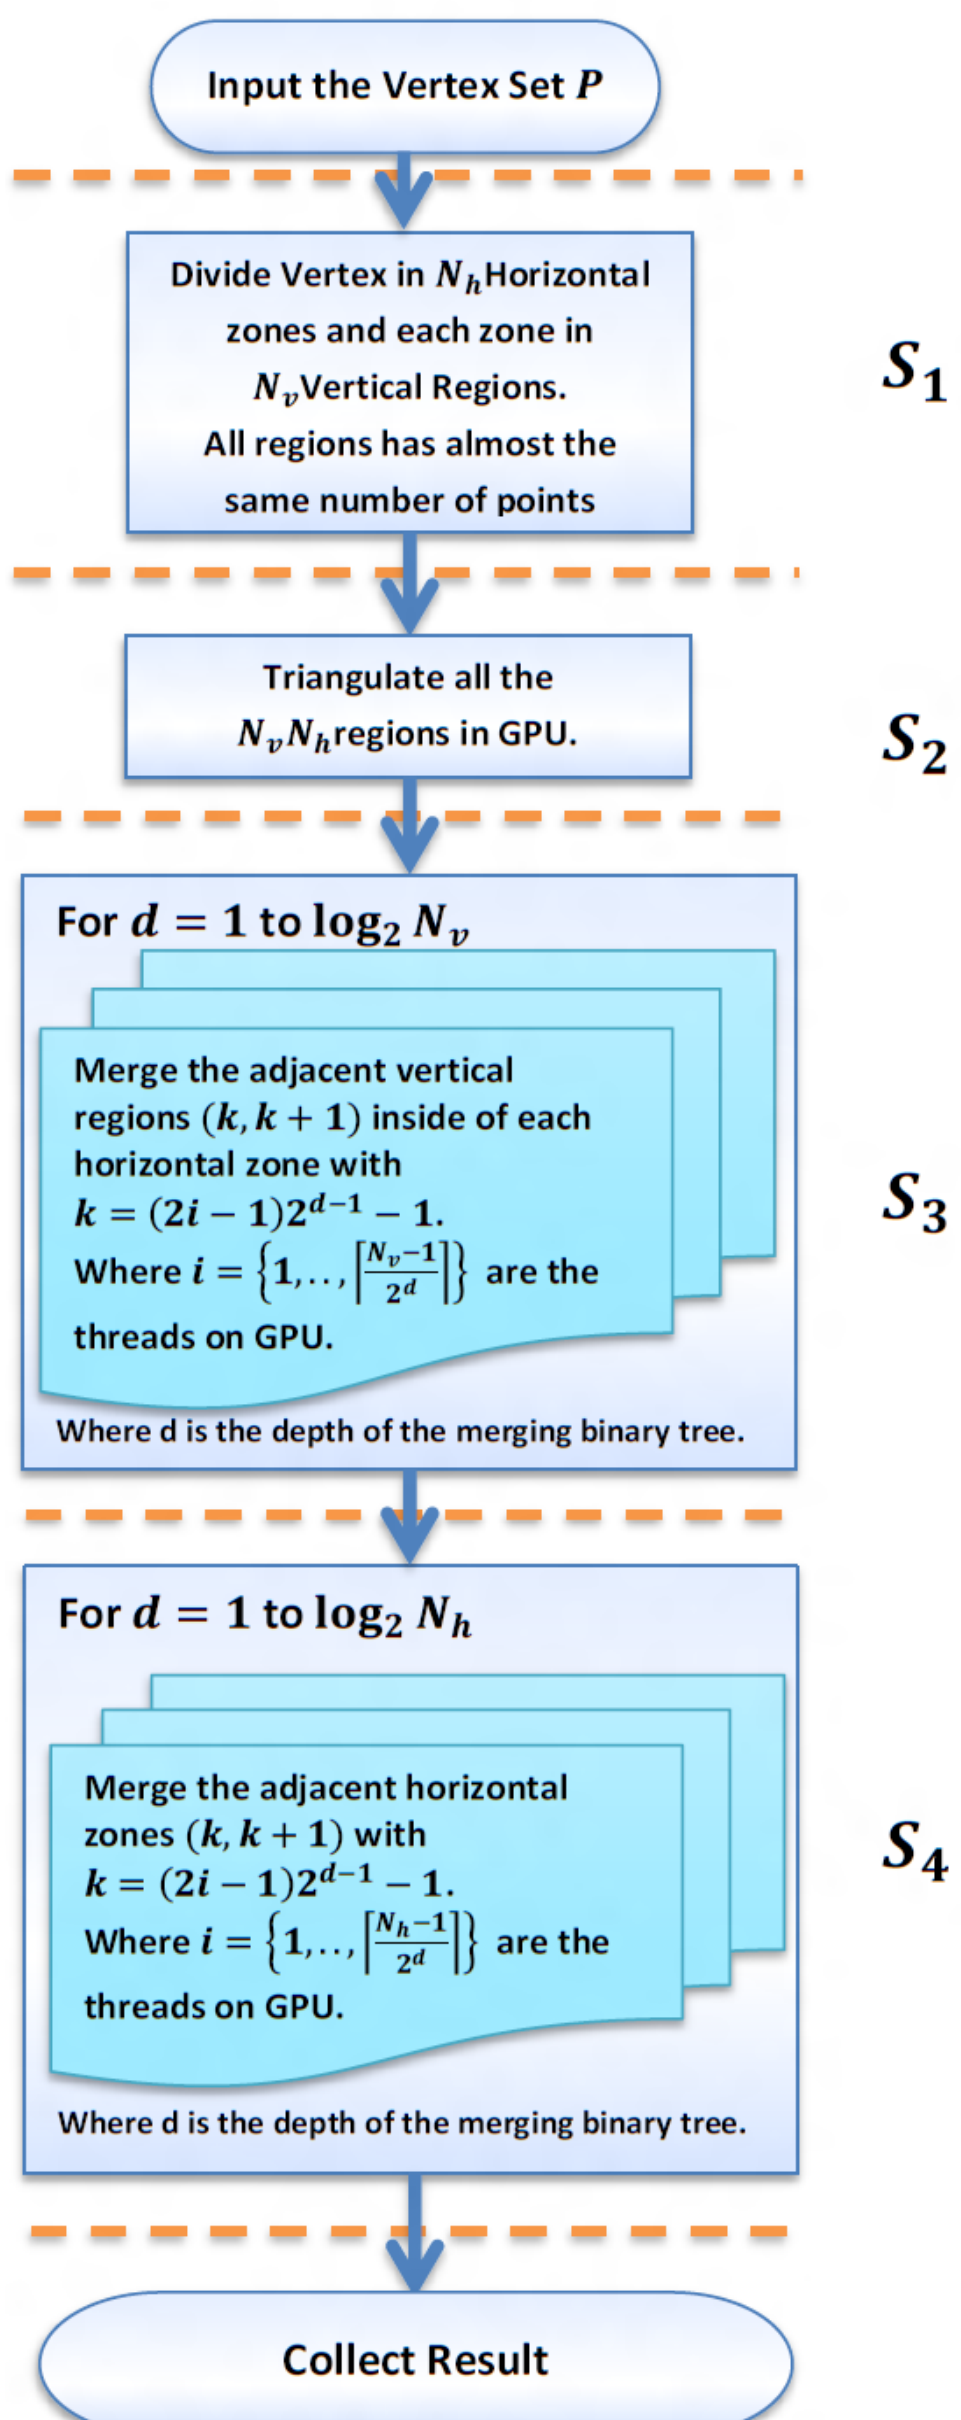 Input the Vertex Set P
Divide Vertex in N_h Horizontal
zones and each zone in
N_v Vertical Regions.
All regions has almost the
same number of points
S_1
Triangulate all the
N_v N_h regions in GPU.
S_2
For d = 1 to log_2 N_v
Merge the adjacent vertical
regions (k, k + 1) inside of each
horizontal zone with
k = (2i − 1)2^{d−1} − 1.
Where i = {1,..,⌈(N_v−1)/2^d⌉} are the
threads on GPU.
Where d is the depth of the merging binary tree.
S_3
For d = 1 to log_2 N_h
Merge the adjacent horizontal
zones (k, k + 1) with
k = (2i − 1)2^{d−1} − 1.
Where i = {1,..,⌈(N_h−1)/2^d⌉} are the
threads on GPU.
Where d is the depth of the merging binary tree.
S_4
Collect Result